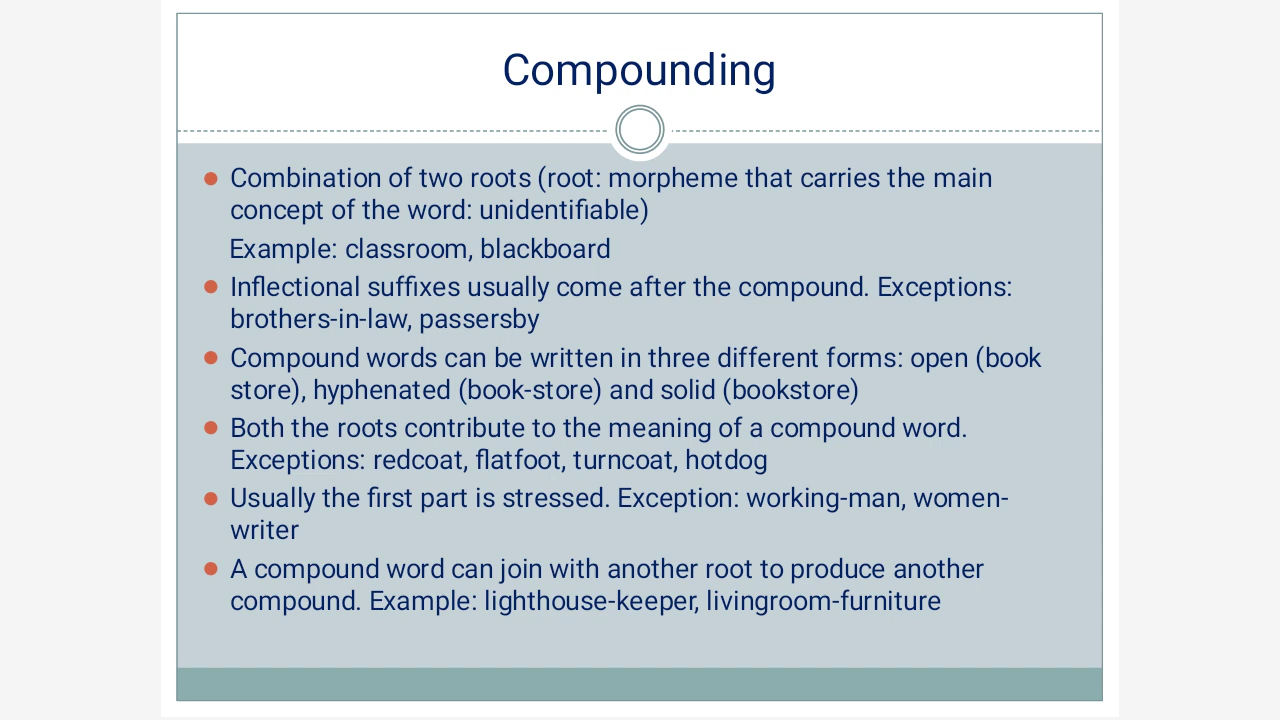 Compounding
Combination of two roots (root: morpheme that carries the main
concept of the word: unidentifiable)
Example: classroom, blackboard
Inflectional suffixes usually come after the compound. Exceptions:
brothers-in-law, passersby
Compound words can be written in three different forms: open (book
store), hyphenated (book-store) and solid (bookstore)
Both the roots contribute to the meaning of a compound word.
Exceptions: redcoat, flatfoot, turncoat, hotdog
Usually the first part is stressed. Exception: working-man, women-
writer
A compound word can join with another root to produce another
compound. Example: lighthouse-keeper, livingroom-furniture